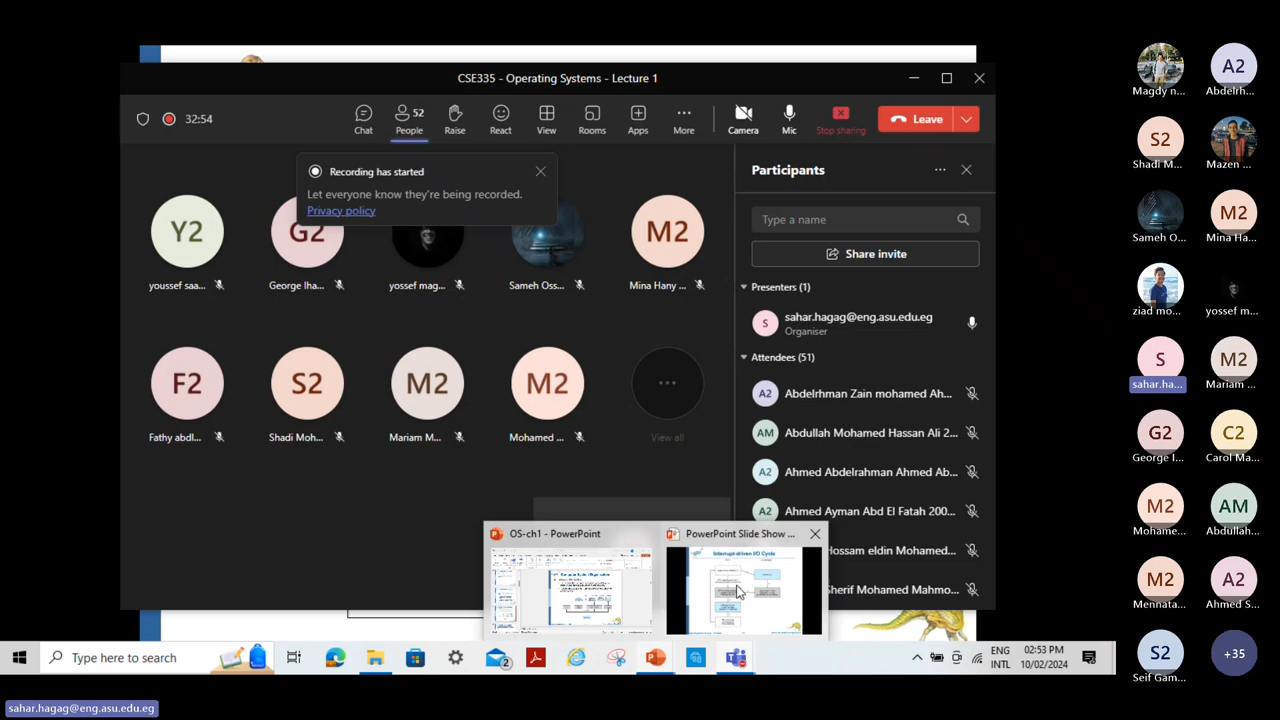 CSE335 - Operating Systems - Lecture 1
32:54
Chat
People
52
Raise
React
View
Rooms
Apps
More
Camera
Mic
Stop sharing
Leave
Recording has started
Let everyone know they're being recorded.
Privacy policy
Y2
G2
M2
youssef saa...
George Iha...
yossef mag...
Sameh Oss...
Mina Hany ...
F2
S2
M2
M2
Fathy abdl...
Shadi Moh...
Mariam M...
Mohamed ...
View all
Participants
Type a name
Share invite
Presenters (1)
S
sahar.hagag@eng.asu.edu.eg
Organiser
Attendees (51)
A2
Abdelrhman Zain mohamed Ah...
AM
Abdullah Mohamed Hassan Ali 2...
A2
Ahmed Abdelrahman Ahmed Ab...
A2
Ahmed Ayman Abd El Fatah 200...
Hossam eldin Mohamed...
Sherif Mohamed Mahmo...
OS-ch1 - PowerPoint
PowerPoint Slide Show ...
Interrupt-driven I/O Cycle
Type here to search
2
ENG
INTL
02:53 PM
10/02/2024
Magdy n...
A2
Abdelrh...
S2
Shadi M...
Mazen ...
Sameh O...
M2
Mina Ha...
ziad mo...
yossef m...
S
sahar.ha...
M2
Mariam ...
G2
George I...
C2
Carol Ma...
M2
Mohame...
AM
Abdullah...
M2
Mennata...
A2
Ahmed S...
S2
Seif Gam...
+35
sahar.hagag@eng.asu.edu.eg